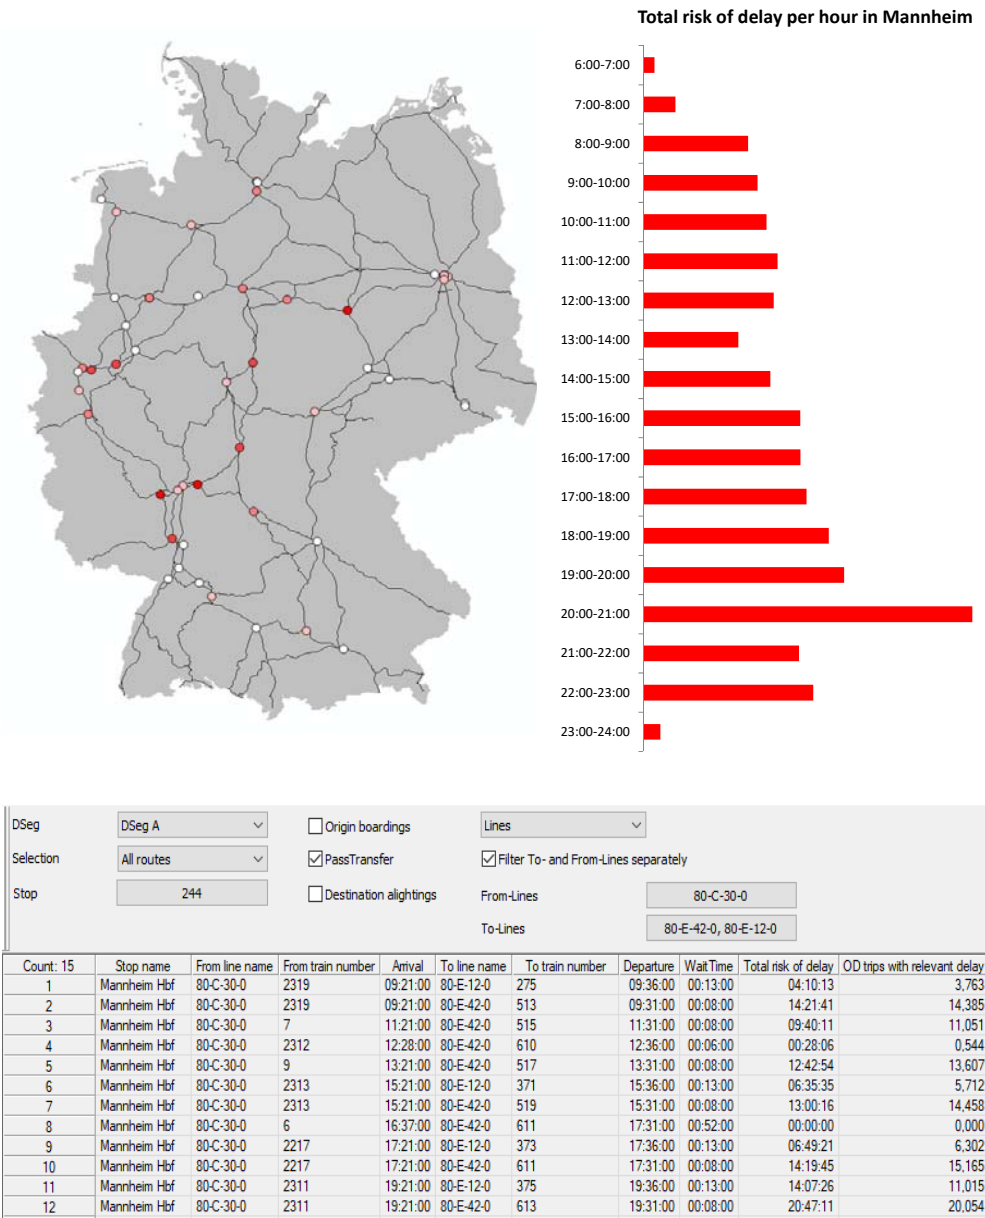 Total risk of delay per hour in Mannheim
6:00-7:00
7:00-8:00
8:00-9:00
9:00-10:00
10:00-11:00
11:00-12:00
12:00-13:00
13:00-14:00
14:00-15:00
15:00-16:00
16:00-17:00
17:00-18:00
18:00-19:00
19:00-20:00
20:00-21:00
21:00-22:00
22:00-23:00
23:00-24:00
DSeg DSeg A Origin boardings Lines
Selection All routes PassTransfer Filter To- and From-Lines separately
Stop 244 Destination alightings From-Lines 80-C-30-0
To-Lines 80-E-42-0, 80-E-12-0
Count: 15 Stop name From line name From train number Arrival To line name To train number Departure WaitTime Total risk of delay OD trips with relevant delay
1 Mannheim Hbf 80-C-30-0 2319 09:21:00 80-E-12-0 275 09:36:00 00:13:00 04:10:13 3,763
2 Mannheim Hbf 80-C-30-0 2319 09:21:00 80-E-42-0 513 09:31:00 00:08:00 14:21:41 14,385
3 Mannheim Hbf 80-C-30-0 7 11:21:00 80-E-42-0 515 11:31:00 00:08:00 09:40:11 11,051
4 Mannheim Hbf 80-C-30-0 2312 12:28:00 80-E-42-0 610 12:36:00 00:06:00 00:28:06 0,544
5 Mannheim Hbf 80-C-30-0 9 13:21:00 80-E-42-0 517 13:31:00 00:08:00 12:42:54 13,607
6 Mannheim Hbf 80-C-30-0 2313 15:21:00 80-E-12-0 371 15:36:00 00:13:00 06:35:35 5,712
7 Mannheim Hbf 80-C-30-0 2313 15:21:00 80-E-42-0 519 15:31:00 00:08:00 13:00:16 14,458
8 Mannheim Hbf 80-C-30-0 6 16:37:00 80-E-42-0 611 17:31:00 00:52:00 00:00:00 0,000
9 Mannheim Hbf 80-C-30-0 2217 17:21:00 80-E-12-0 373 17:36:00 00:13:00 06:49:21 6,302
10 Mannheim Hbf 80-C-30-0 2217 17:21:00 80-E-42-0 611 17:31:00 00:08:00 14:19:45 15,165
11 Mannheim Hbf 80-C-30-0 2311 19:21:00 80-E-12-0 375 19:36:00 00:13:00 14:07:26 11,015
12 Mannheim Hbf 80-C-30-0 2311 19:21:00 80-E-42-0 613 19:31:00 00:08:00 20:47:11 20,054